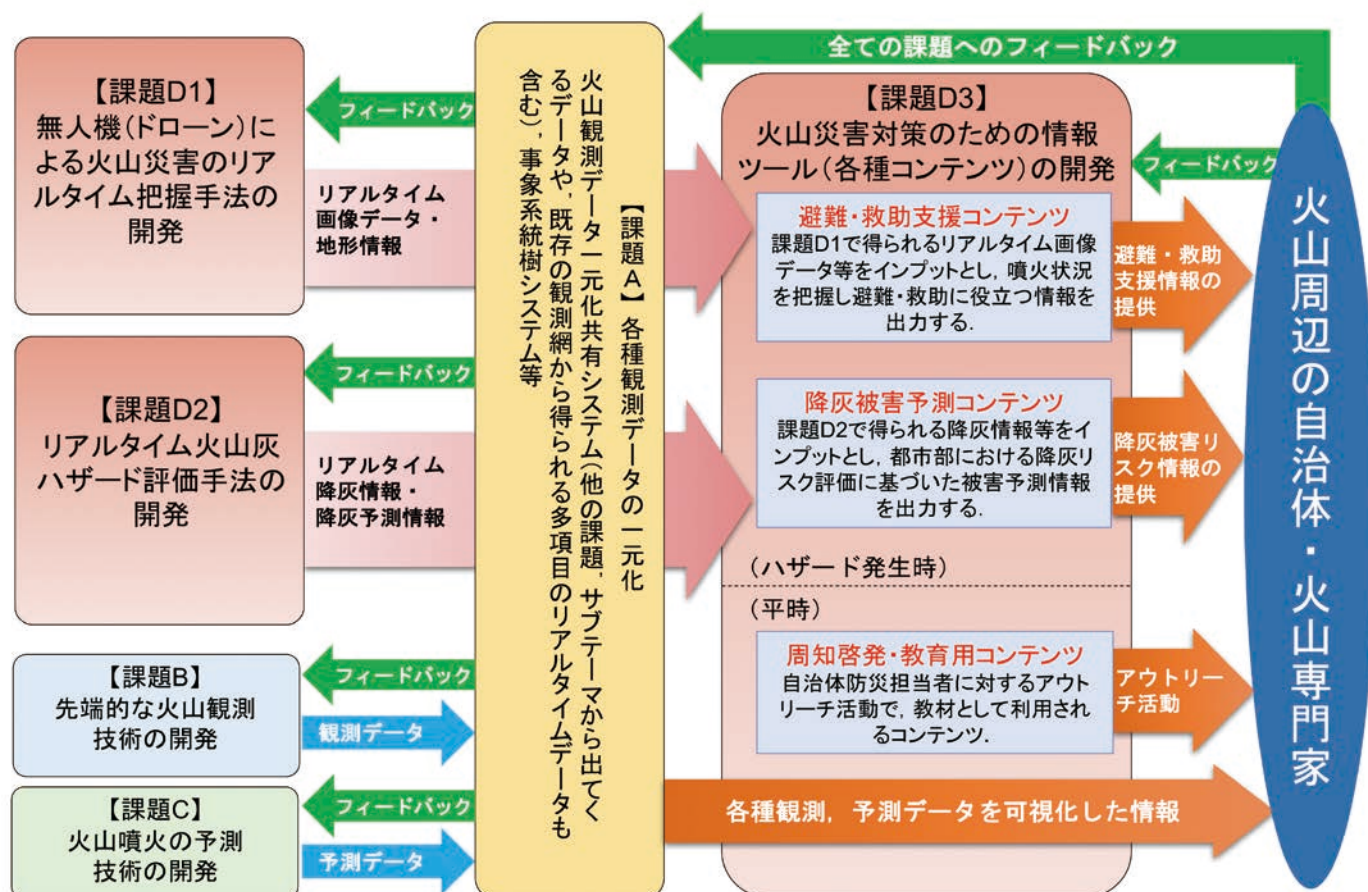 【課題D1】
無人機(ドローン)に
よる火山災害のリア
ルタイム把握手法の
開発
フィードバック
リアルタイム
画像データ・
地形情報
【課題D2】
リアルタイム火山灰
ハザード評価手法の
開発
フィードバック
リアルタイム
降灰情報・
降灰予測情報
【課題B】
先端的な火山観測
技術の開発
フィードバック
観測データ
【課題C】
火山噴火の予測
技術の開発
フィードバック
予測データ
【課題A】各種観測データの一元化
火山観測データ一元化共有システム(他の課題,サブテーマから出てく
るデータや,既存の観測網から得られる多項目のリアルタイムデータも
含む),事象系統樹システム等
全ての課題へのフィードバック
【課題D3】
火山災害対策のための情報
ツール(各種コンテンツ)の開発
フィードバック
避難・救助支援コンテンツ
課題D1で得られるリアルタイム画像
データ等をインプットとし,噴火状況
を把握し避難・救助に役立つ情報を
出力する.
避難・救助
支援情報の
提供
降灰被害予測コンテンツ
課題D2で得られる降灰情報等をイ
ンプットとし,都市部における降灰リ
スク評価に基づいた被害予測情報
を出力する.
降灰被害リ
スク情報の
提供
(ハザード発生時)
(平時)
周知啓発・教育用コンテンツ
自治体防災担当者に対するアウト
リーチ活動で,教材として利用され
るコンテンツ.
アウトリー
チ活動
各種観測,予測データを可視化した情報
火山周辺の自治体・火山専門家